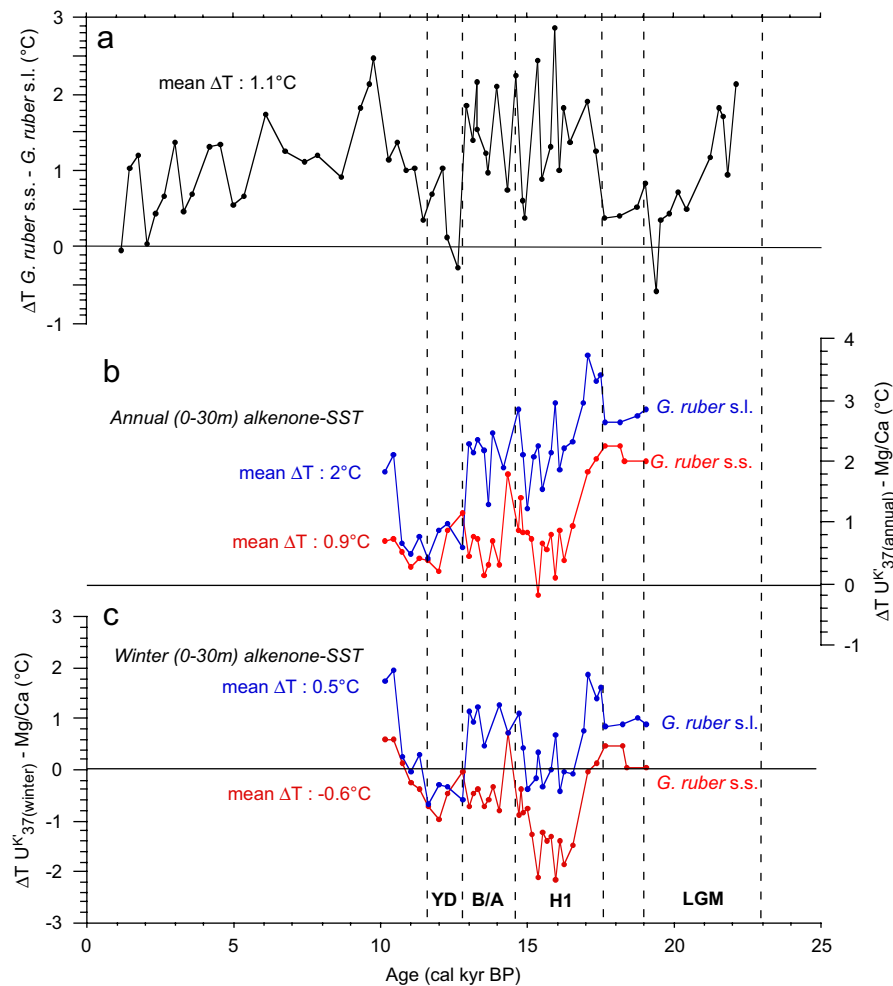 a
mean ΔT : 1.1°C
ΔT G. ruber s.s. - G. ruber s.l. (°C)
3
2
1
0
-1
b
Annual (0-30m) alkenone-SST
mean ΔT : 2°C
mean ΔT : 0.9°C
G. ruber s.l.
G. ruber s.s.
4
3
2
1
0
-1
ΔT U^K'_37(annual) - Mg/Ca (°C)
c
Winter (0-30m) alkenone-SST
mean ΔT : 0.5°C
mean ΔT : -0.6°C
G. ruber s.l.
G. ruber s.s.
3
2
1
0
-1
-2
-3
ΔT U^K'_37(winter) - Mg/Ca (°C)
YD B/A H1 LGM
0 5 10 15 20 25
Age (cal kyr BP)